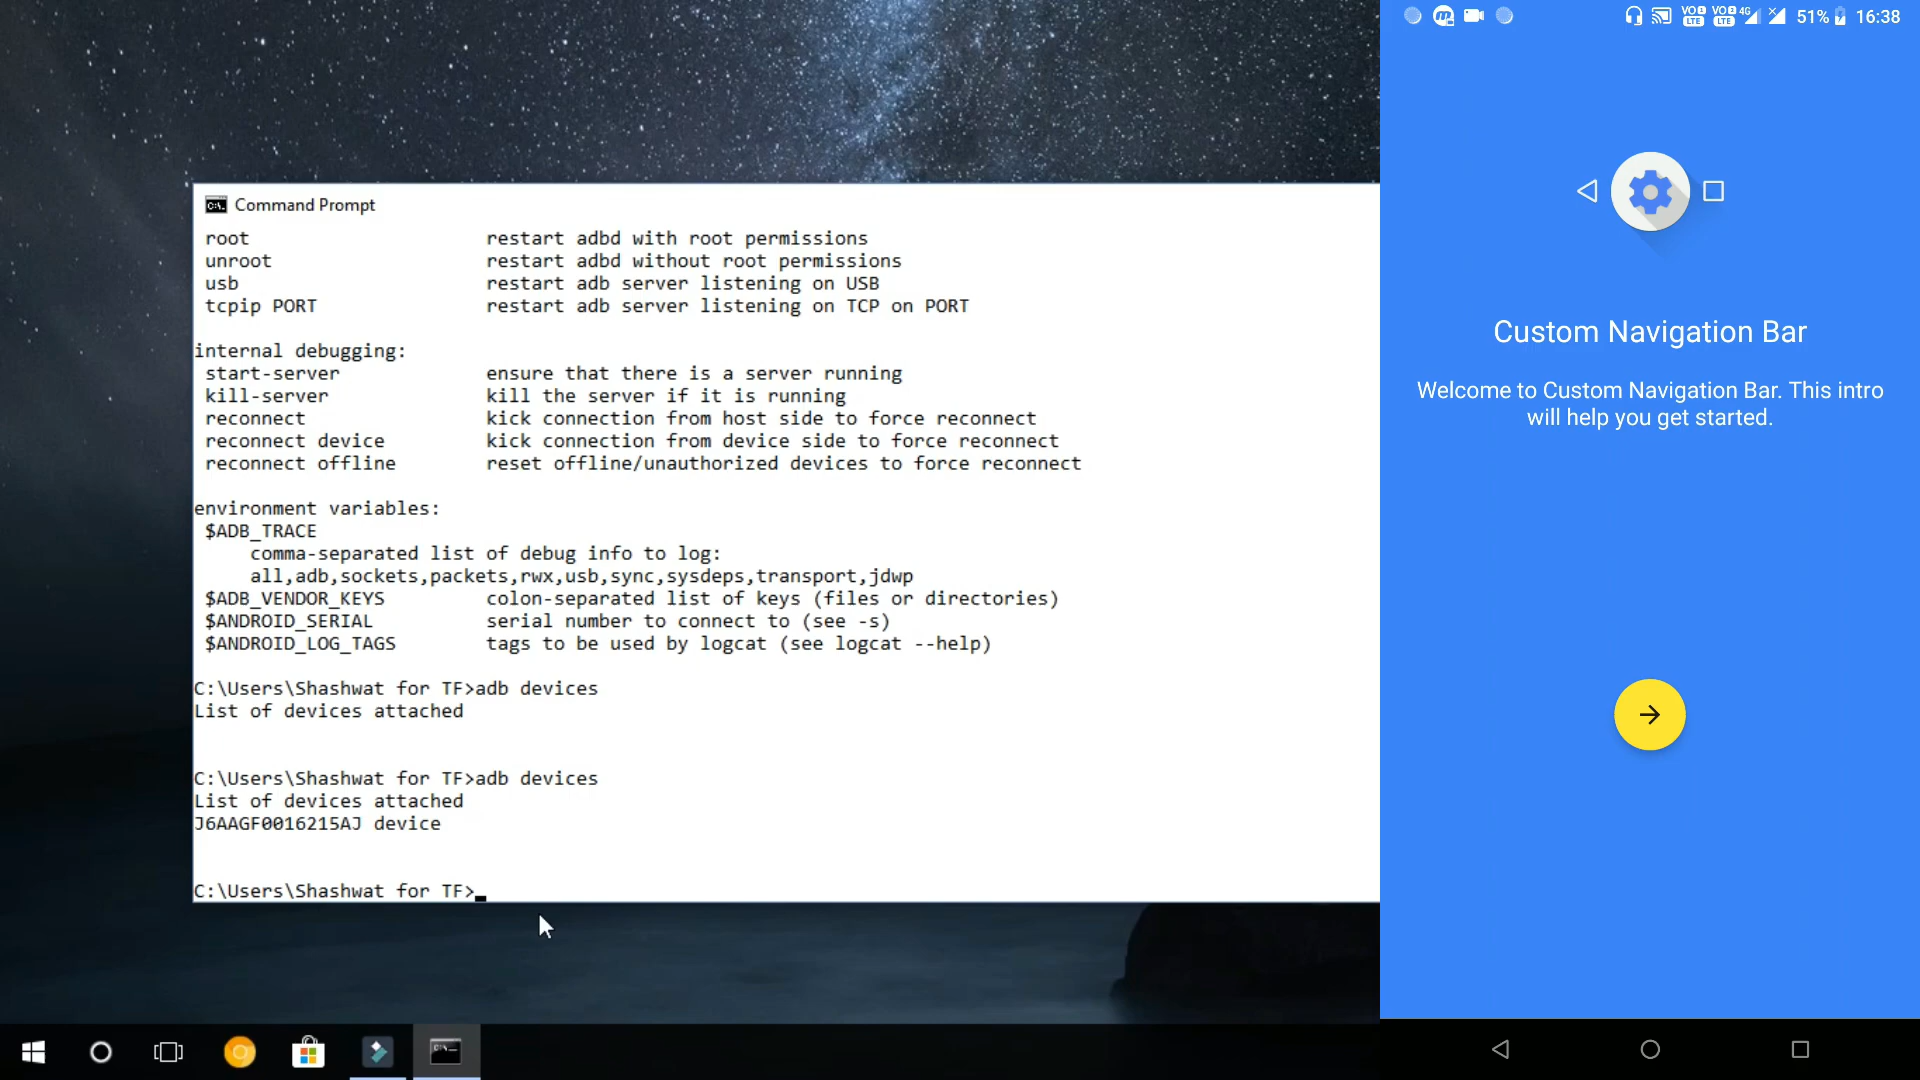 Command Prompt
root restart adbd with root permissions
unroot restart adbd without root permissions
usb restart adb server listening on USB
tcpip PORT restart adb server listening on TCP on PORT
internal debugging:
start-server ensure that there is a server running
kill-server kill the server if it is running
reconnect kick connection from host side to force reconnect
reconnect device kick connection from device side to force reconnect
reconnect offline reset offline/unauthorized devices to force reconnect
environment variables:
$ADB_TRACE
comma-separated list of debug info to log:
all,adb,sockets,packets,rwx,usb,sync,sysdeps,transport,jdwp
$ADB_VENDOR_KEYS colon-separated list of keys (files or directories)
$ANDROID_SERIAL serial number to connect to (see -s)
$ANDROID_LOG_TAGS tags to be used by logcat (see logcat --help)
C:\Users\Shashwat for TF>adb devices
List of devices attached
C:\Users\Shashwat for TF>adb devices
List of devices attached
J6AAGF0016215AJ device
C:\Users\Shashwat for TF>
VO LTE VO LTE 4G 51% 16:38
Custom Navigation Bar
Welcome to Custom Navigation Bar. This intro
will help you get started.